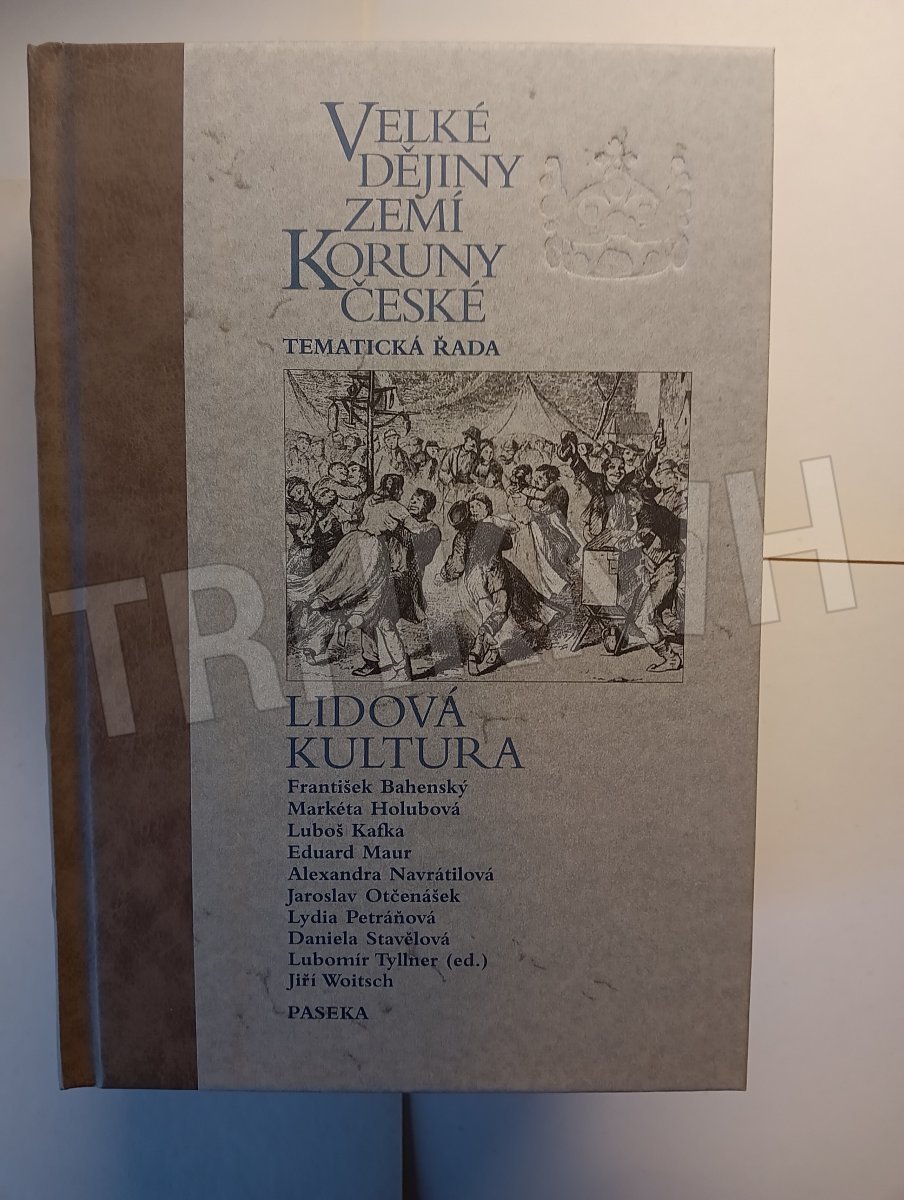 VELKÉ
DĚJINY
ZEMÍ
KORUNY
ČESKÉ
TEMATICKÁ ŘADA
LIDOVÁ
KULTURA
František Bahenský
Markéta Holubová
Luboš Kafka
Eduard Maur
Alexandra Navrátilová
Jaroslav Otčenášek
Lydia Petráňová
Daniela Stavělová
Lubomír Tyllner (ed.)
Jiří Woitsch
PASEKA